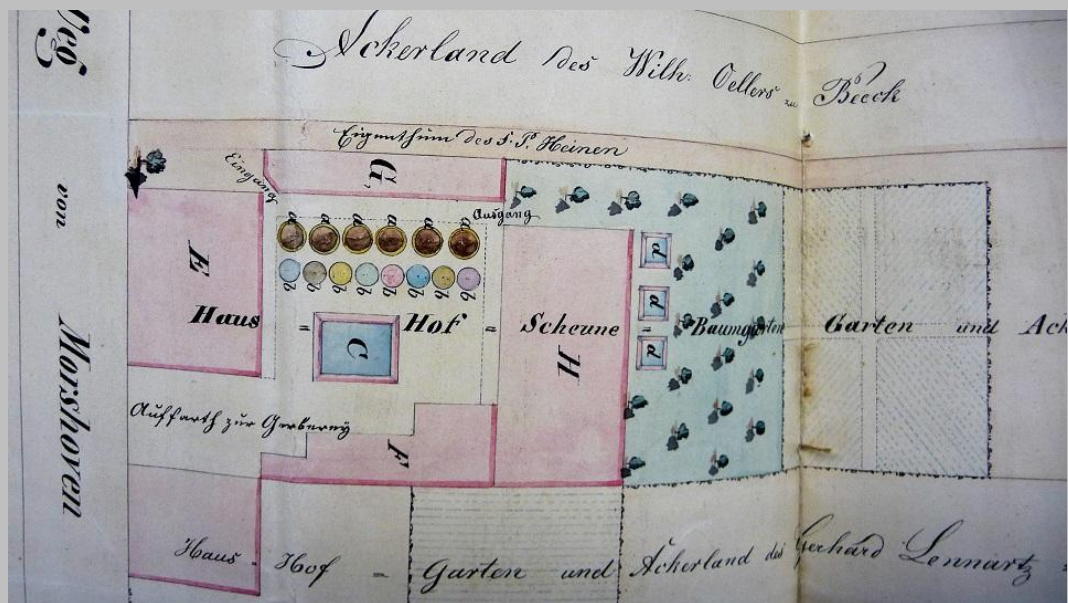 Weg von Morshoven
Ackerland des Wilh: Oellers zu Beeck
Eigenthum des P. Heinen
Eingang
G.
Ausgang
a a a a a a
b b b b b b b
E
Haus = Hof = Scheune = Baumgarten Garten und Ack
C
H
d
d
d
Auffarth zur Gerberey
F
Haus - Hof = Garten und Ackerland des Gerhard Lennartz